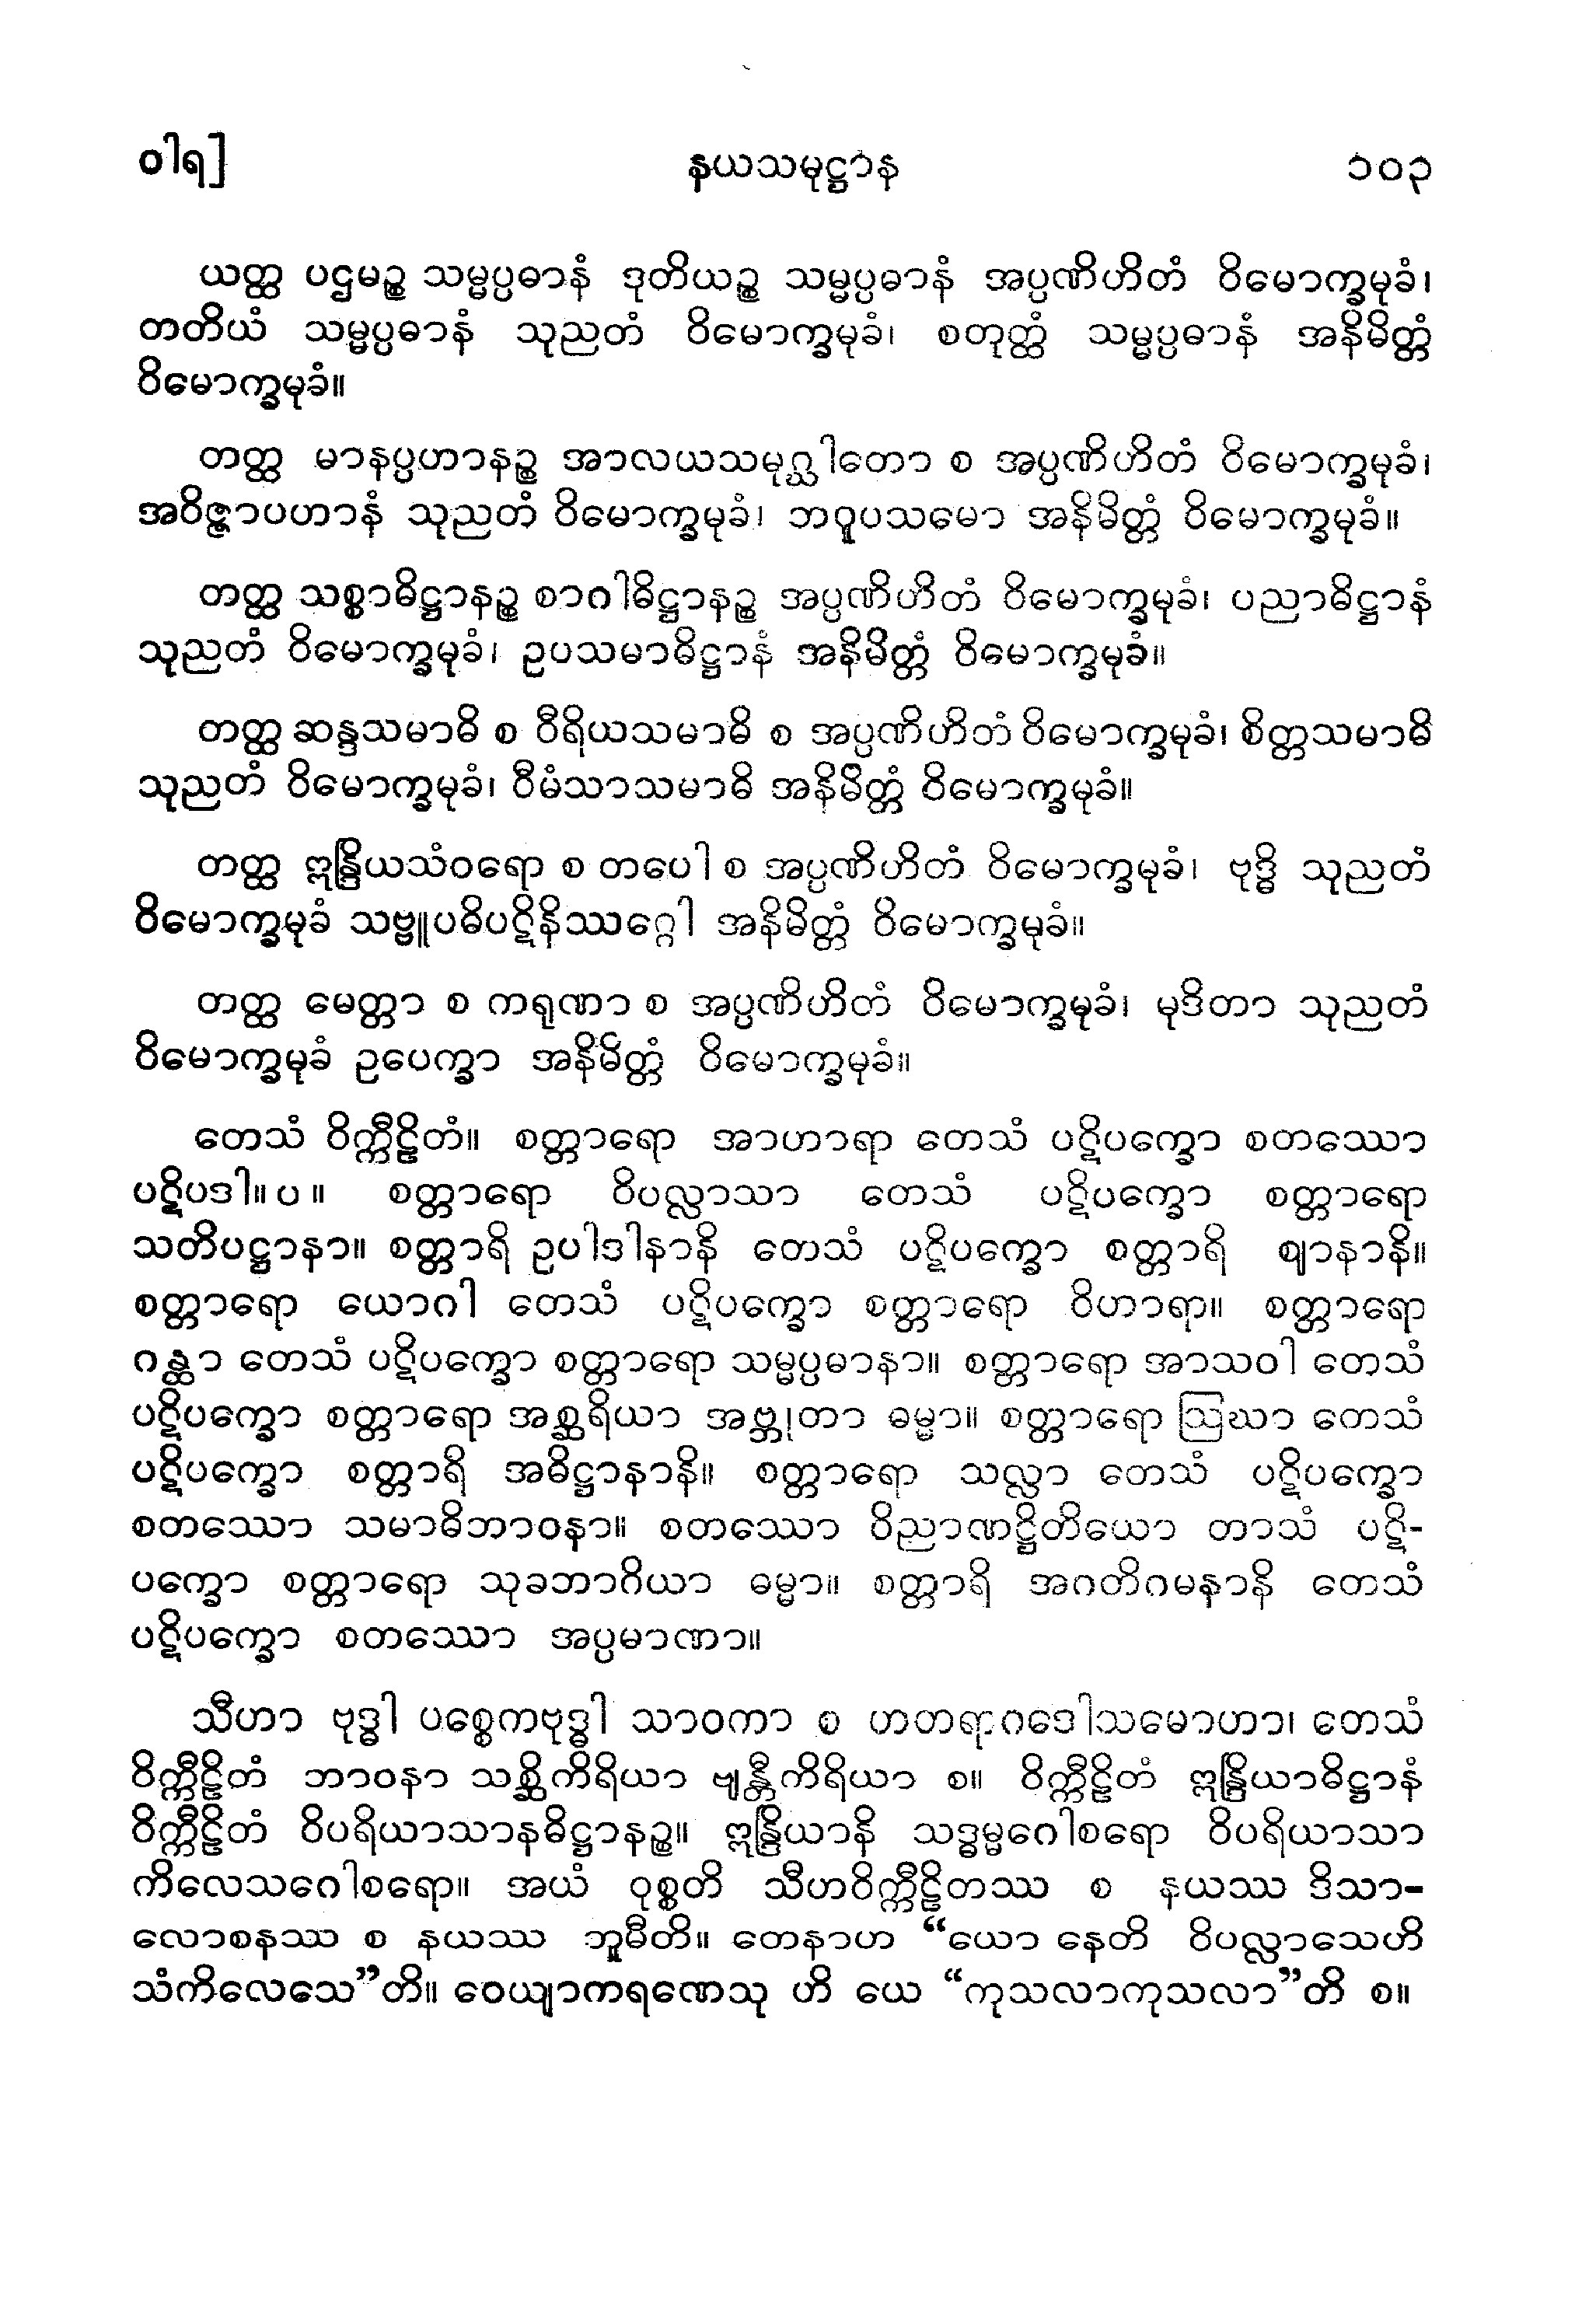 ဝါရ]
နယသမုဋ္ဌာန
၁၀၃
ယတ္ထ ပဌမဉ္စ သမ္မပ္ပဓာနံ ဒုတိယဉ္စ သမ္မပ္ပဓာနံ အပ္ပဏိဟိတံ ဝိမောက္ခမုခံ၊
တတိယံ သမ္မပ္ပဓာနံ သုညတံ ဝိမောက္ခမုခံ၊ စတုတ္ထံ သမ္မပ္ပဓာနံ အနိမိတ္တံ
ဝိမောက္ခမုခံ။
တတ္ထ မာနပ္ပဟာနဉ္စ အာလယသမုဂ္ဃါတော စ အပ္ပဏိဟိတံ ဝိမောက္ခမုခံ၊
အဝိဇ္ဇာပဟာနံ သုညတံ ဝိမောက္ခမုခံ၊ ဘဝူပသမော အနိမိတ္တံ ဝိမောက္ခမုခံ။
တတ္ထ သစ္စာဓိဋ္ဌာနဉ္စ စာဂါဓိဋ္ဌာနဉ္စ အပ္ပဏိဟိတံ ဝိမောက္ခမုခံ၊ ပညာဓိဋ္ဌာနံ
သုညတံ ဝိမောက္ခမုခံ၊ ဥပသမာဓိဋ္ဌာနံ အနိမိတ္တံ ဝိမောက္ခမုခံ။
တတ္ထ ဆန္ဒသမာဓိ စ ဝီရိယသမာဓိ စ အပ္ပဏိဟိတံ ဝိမောက္ခမုခံ၊ စိတ္တသမာဓိ
သုညတံ ဝိမောက္ခမုခံ၊ ဝီမံသာသမာဓိ အနိမိတ္တံ ဝိမောက္ခမုခံ။
တတ္ထ ဣန္ဒြိယသံဝရော စ တပေါ စ အပ္ပဏိဟိတံ ဝိမောက္ခမုခံ၊ ဗုဒ္ဓိ သုညတံ
ဝိမောက္ခမုခံ သဗ္ဗူပဓိပဋိနိဿဂ္ဂေါ အနိမိတ္တံ ဝိမောက္ခမုခံ။
တတ္ထ မေတ္တာ စ ကရုဏာ စ အပ္ပဏိဟိတံ ဝိမောက္ခမုခံ၊ မုဒိတာ သုညတံ
ဝိမောက္ခမုခံ ဥပေက္ခာ အနိမိတ္တံ ဝိမောက္ခမုခံ။
တေသံ ဝိက္ကီဠိတံ။ စတ္တာရော အာဟာရာ တေသံ ပဋိပက္ခော စတဿော
ပဋိပဒါ။ပ။ စတ္တာရော ဝိပလ္လာသာ တေသံ ပဋိပက္ခော စတ္တာရော
သတိပဋ္ဌာနာ။ စတ္တာရိ ဥပါဒါနာနိ တေသံ ပဋိပက္ခော စတ္တာရိ ဈာနာနိ။
စတ္တာရော ယောဂါ တေသံ ပဋိပက္ခော စတ္တာရော ဝိဟာရာ။ စတ္တာရော
ဂန္ထာ တေသံ ပဋိပက္ခော စတ္တာရော သမ္မပ္ပဓာနာ။ စတ္တာရော အာသဝါ တေသံ
ပဋိပက္ခော စတ္တာရော အစ္ဆရိယာ အဗ္ဘုတာ ဓမ္မာ။ စတ္တာရော ဩဃာ တေသံ
ပဋိပက္ခော စတ္တာရိ အဓိဋ္ဌာနာနိ။ စတ္တာရော သလ္လာ တေသံ ပဋိပက္ခော
စတဿော သမာဓိဘာဝနာ။ စတဿော ဝိညာဏဋ္ဌိတိယော တာသံ ပဋိ-
ပက္ခော စတ္တာရော သုခဘာဂိယာ ဓမ္မာ။ စတ္တာရိ အဂတိဂမနာနိ တေသံ
ပဋိပက္ခော စတဿော အပ္ပမာဏာ။
သီဟာ ဗုဒ္ဓါ ပစ္စေကဗုဒ္ဓါ သာဝကာ စ ဟတရာဂဒေါသမောဟာ၊ တေသံ
ဝိက္ကီဠိတံ ဘာဝနာ သစ္ဆိကိရိယာ ဗျန္တီကိရိယာ စ။ ဝိက္ကီဠိတံ ဣန္ဒြိယာဓိဋ္ဌာနံ
ဝိက္ကီဠိတံ ဝိပရိယာသာနဓိဋ္ဌာနဉ္စ။ ဣန္ဒြိယာနိ သဒ္ဓမ္မဂေါစရော ဝိပရိယာသာ
ကိလေသဂေါစရော။ အယံ ဝုစ္စတိ သီဟဝိက္ကီဠိတဿ စ နယဿ ဒိသာ-
လောစနဿ စ နယဿ ဘူမီတိ။ တေနာဟ “ယော နေတိ ဝိပလ္လာသေဟိ
သံကိလေသေ”တိ။ ဝေယျာကရဏေသု ဟိ ယေ “ကုသလာကုသလာ”တိ စ။